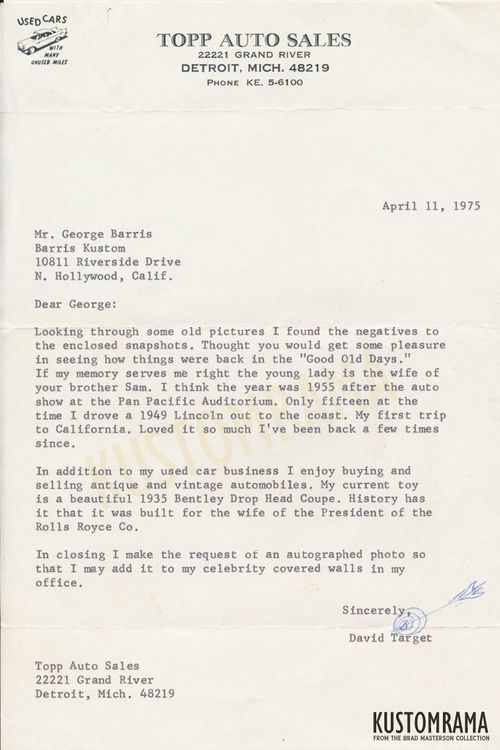 USED CARS
WITH
MANY
UNUSED MILES
TOPP AUTO SALES
22221 GRAND RIVER
DETROIT, MICH. 48219
PHONE KE. 5-6100
April 11, 1975
Mr. George Barris
Barris Kustom
10811 Riverside Drive
N. Hollywood, Calif.
Dear George:
Looking through some old pictures I found the negatives to
the enclosed snapshots. Thought you would get some pleasure
in seeing how things were back in the "Good Old Days."
If my memory serves me right the young lady is the wife of
your brother Sam. I think the year was 1955 after the auto
show at the Pan Pacific Auditorium. Only fifteen at the
time I drove a 1949 Lincoln out to the coast. My first trip
to California. Loved it so much I've been back a few times
since.
In addition to my used car business I enjoy buying and
selling antique and vintage automobiles. My current toy
is a beautiful 1935 Bentley Drop Head Coupe. History has
it that it was built for the wife of the President of the
Rolls Royce Co.
In closing I make the request of an autographed photo so
that I may add it to my celebrity covered walls in my
office.
Sincerely,
David Target
Topp Auto Sales
22221 Grand River
Detroit, Mich. 48219
KUSTOMRAMA
FROM THE BRAD MASTERSON COLLECTION
KUSTOMRAMA